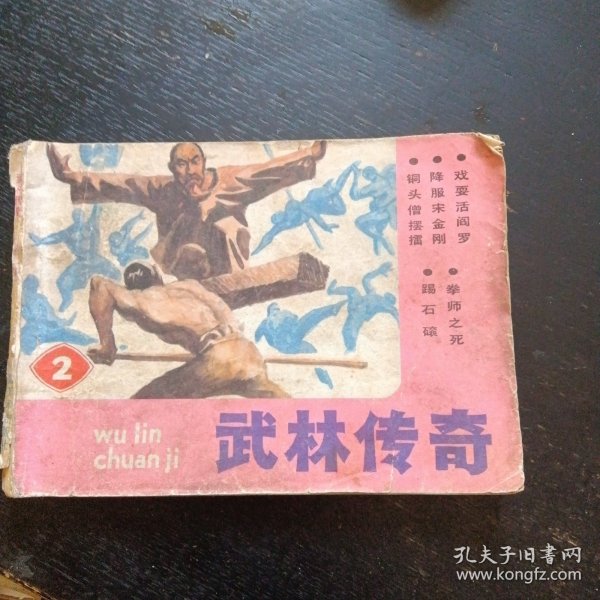 戏耍活阎罗
降服宋金刚
铜头僧摆擂
拳师之死
踢石磙
2
wu lin
chuan ji
武林传奇
孔夫子旧书网
www.kongfz.com